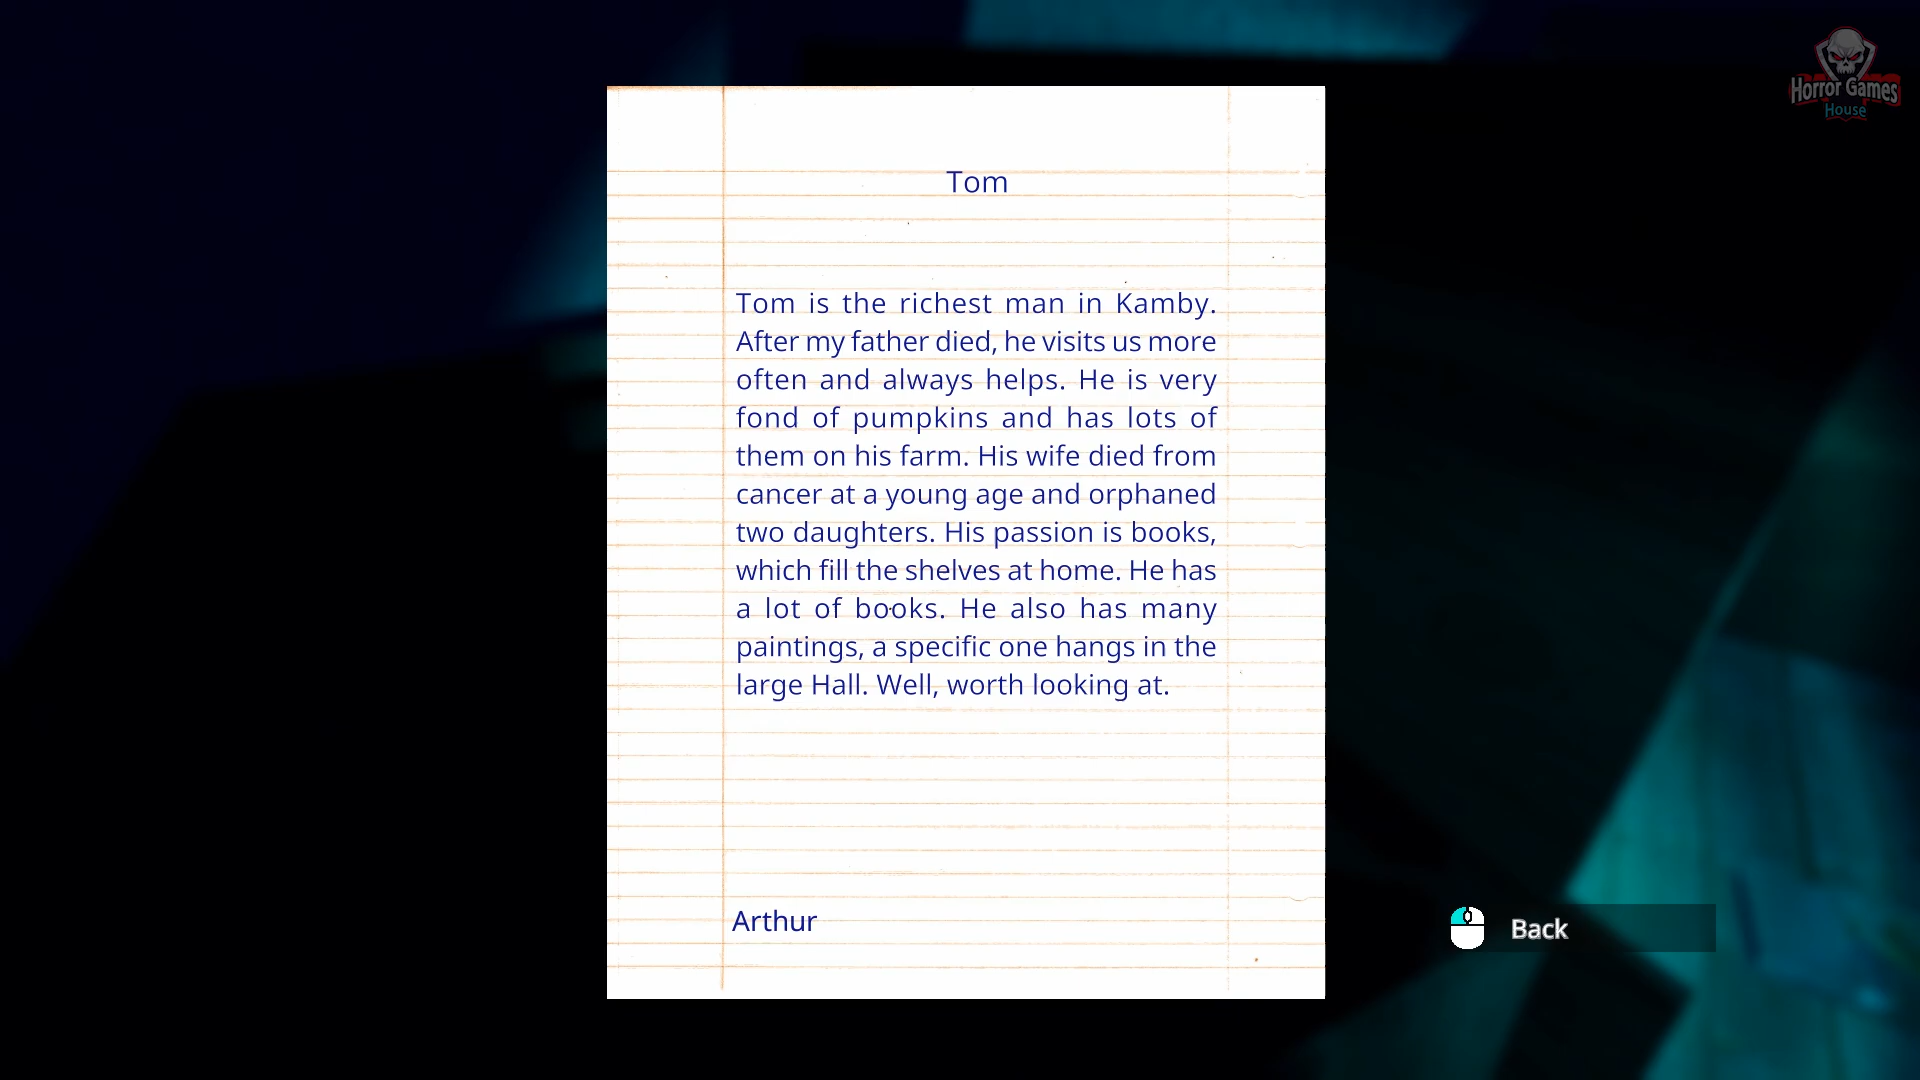 Horror Games
House
Tom
Tom is the richest man in Kamby.
After my father died, he visits us more
often and always helps. He is very
fond of pumpkins and has lots of
them on his farm. His wife died from
cancer at a young age and orphaned
two daughters. His passion is books,
which fill the shelves at home. He has
a lot of books. He also has many
paintings, a specific one hangs in the
large Hall. Well, worth looking at.
Arthur
Back